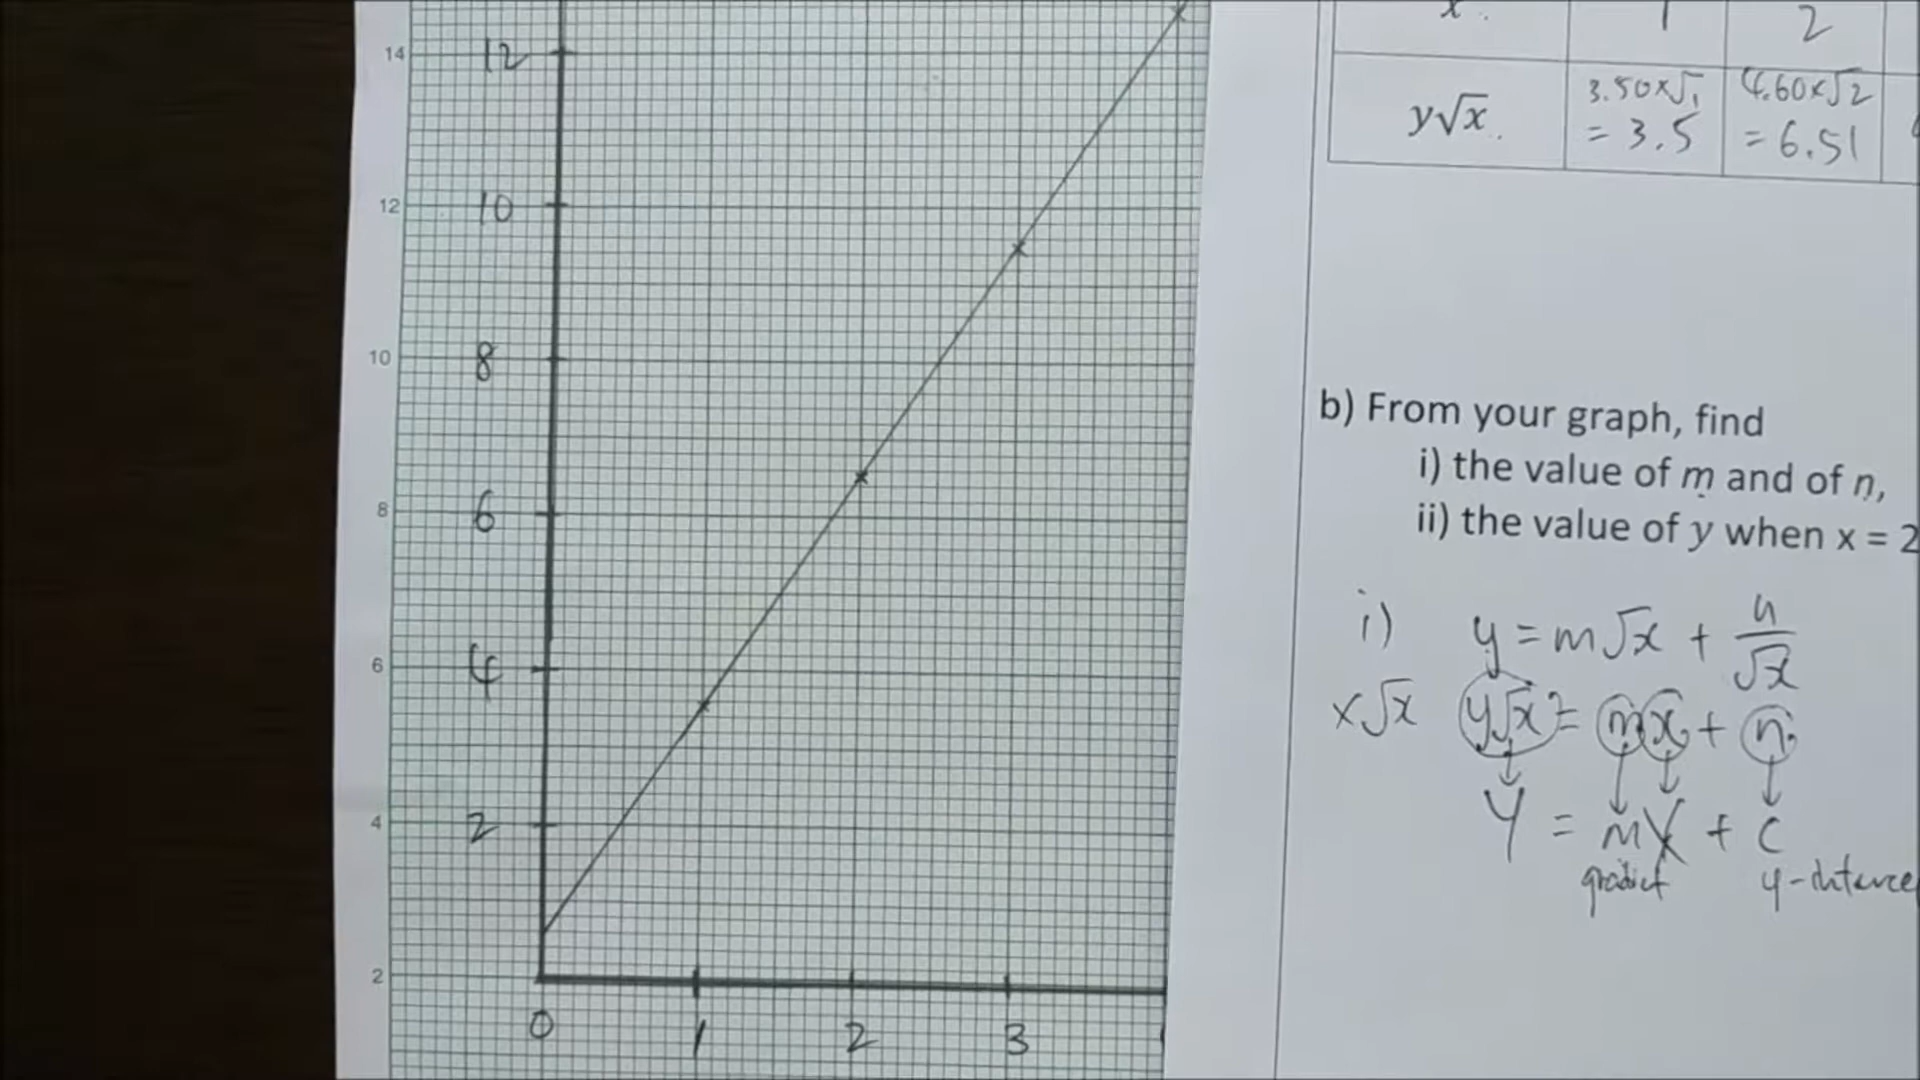 14 12
12 10
10 8
8 6
6 4
4 2
2
0 1 2 3
x 1 2
y√x 3.50×√1 4.60×√2
= 3.5 = 6.51
b) From your graph, find
i) the value of m and of n,
ii) the value of y when x = 2
i) y = m√x + n/√x
×√x y√x = mx + n
Y = mX + C